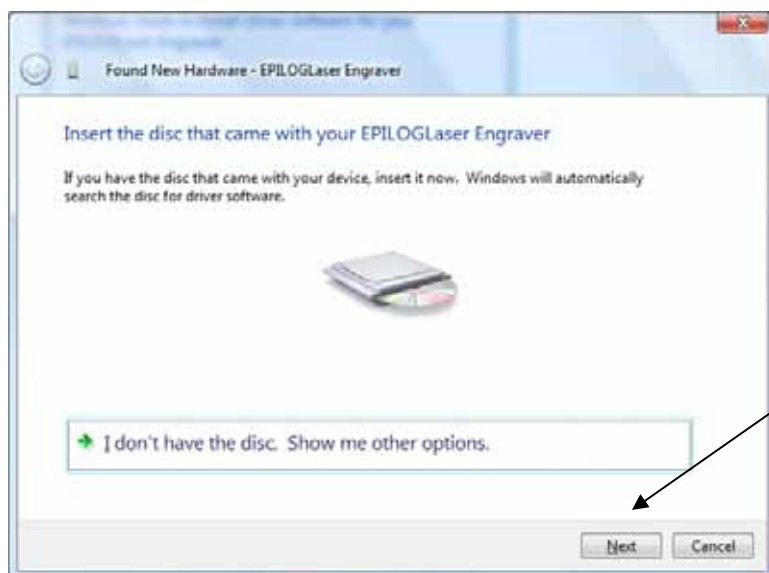 Found New Hardware - EPILOGLaser Engraver
Insert the disc that came with your EPILOGLaser Engraver
If you have the disc that came with your device, insert it now. Windows will automatically
search the disc for driver software.
I don't have the disc. Show me other options.
Next
Cancel